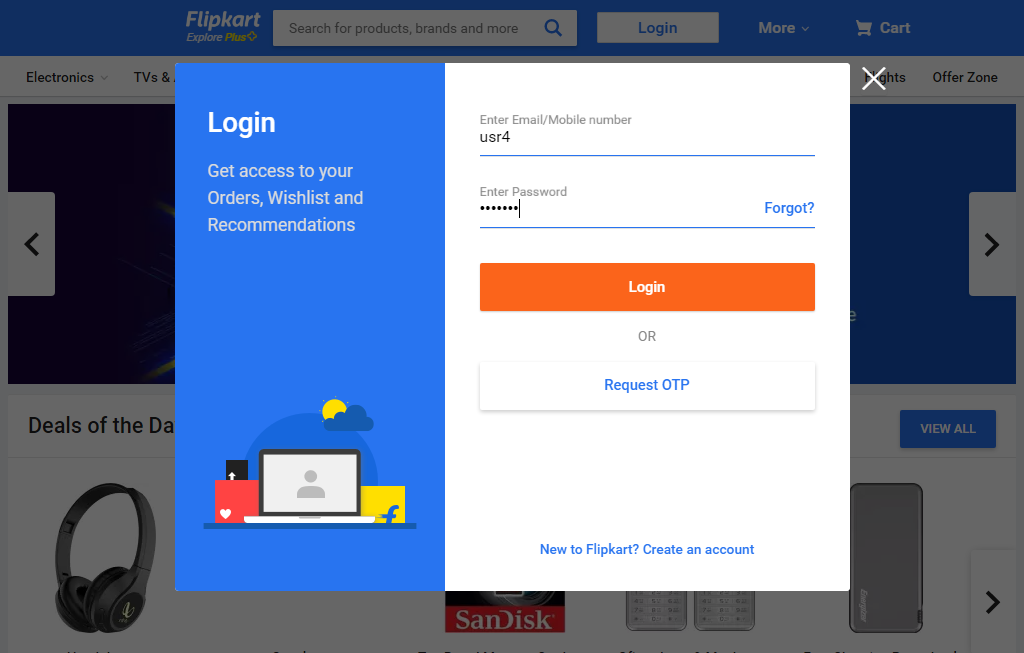 Flipkart
Explore Plus
Search for products, brands and more
Login
More
Cart
Electronics
TVs &
Flights
Offer Zone
Login
Get access to your
Orders, Wishlist and
Recommendations
Enter Email/Mobile number
usr4
Enter Password
•••••••
Forgot?
Login
OR
Request OTP
New to Flipkart? Create an account
Deals of the Da
VIEW ALL
SanDisk
Energizer